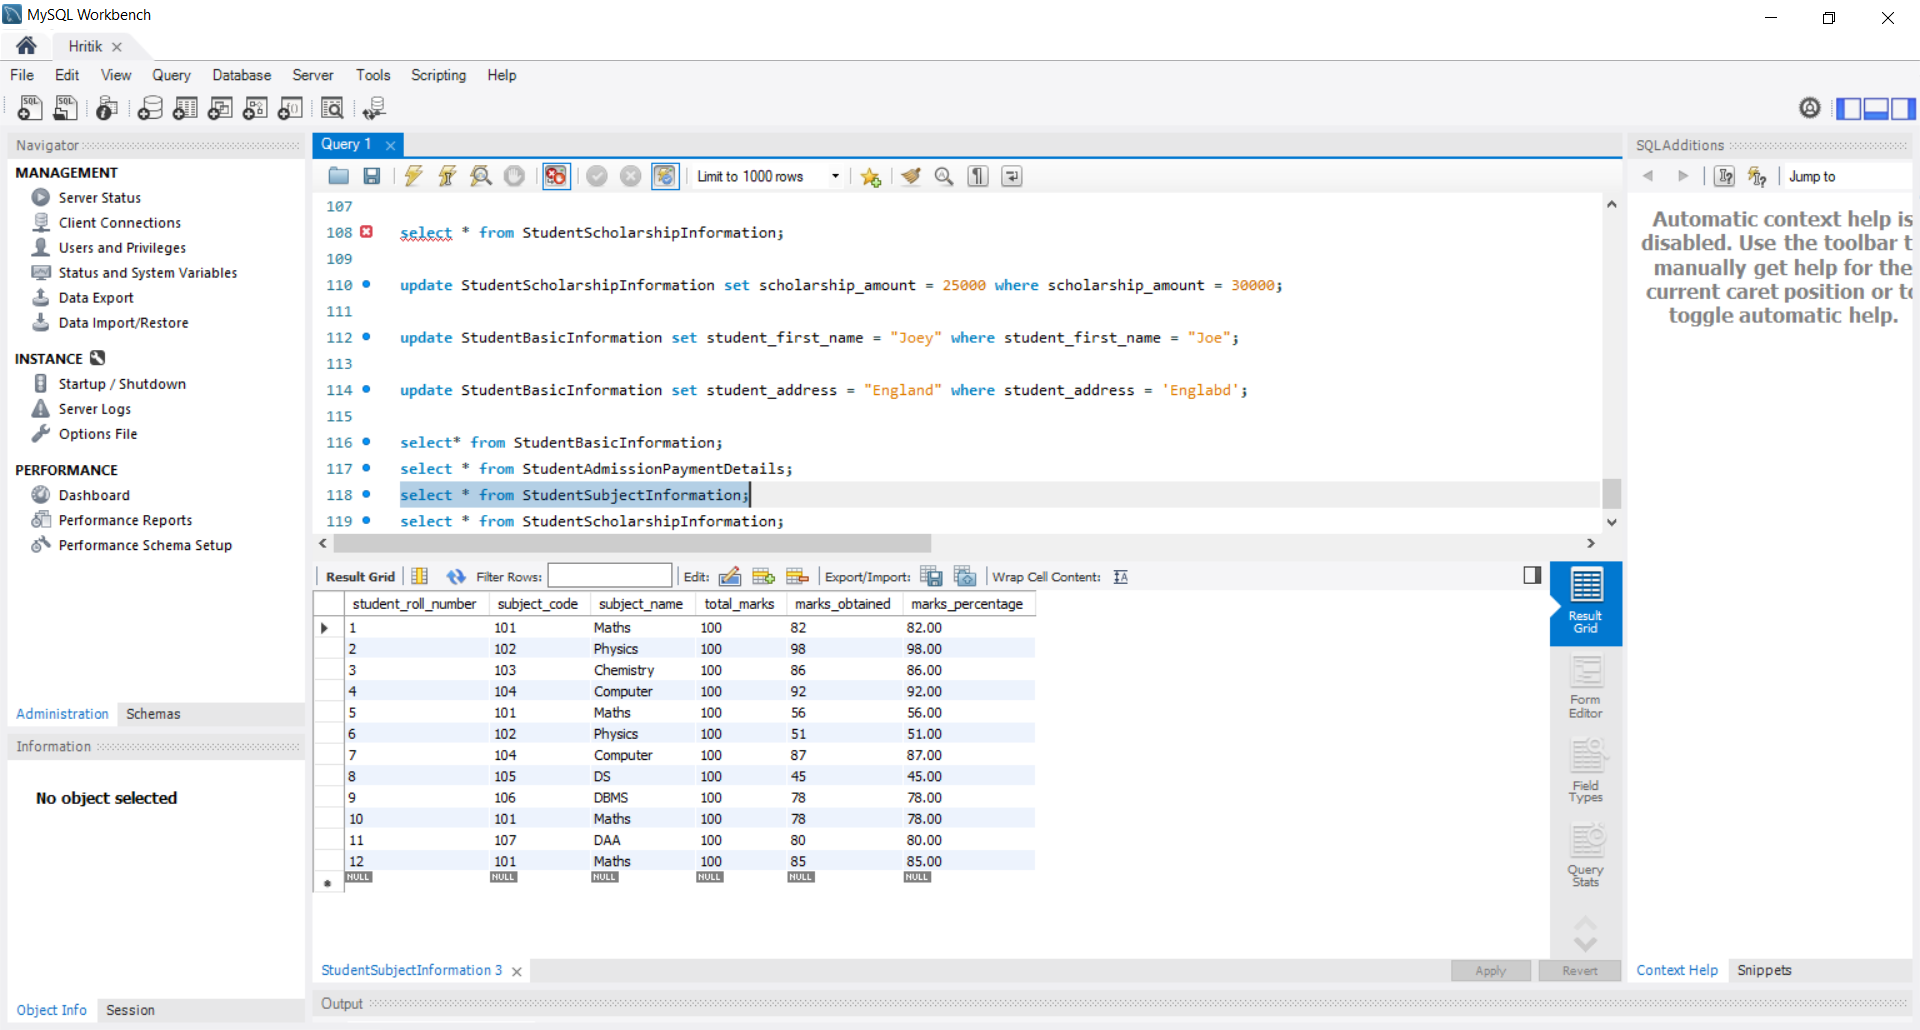 MySQL Workbench
Hritik
File Edit View Query Database Server Tools Scripting Help
Navigator
MANAGEMENT
Server Status
Client Connections
Users and Privileges
Status and System Variables
Data Export
Data Import/Restore
INSTANCE
Startup / Shutdown
Server Logs
Options File
PERFORMANCE
Dashboard
Performance Reports
Performance Schema Setup
Administration Schemas
Information
No object selected
Object Info Session
Query 1
Limit to 1000 rows
107
108 select * from StudentScholarshipInformation;
109
110 update StudentScholarshipInformation set scholarship_amount = 25000 where scholarship_amount = 30000;
111
112 update StudentBasicInformation set student_first_name = "Joey" where student_first_name = "Joe";
113
114 update StudentBasicInformation set student_address = "England" where student_address = 'Englabd';
115
116 select* from StudentBasicInformation;
117 select * from StudentAdmissionPaymentDetails;
118 select * from StudentSubjectInformation;
119 select * from StudentScholarshipInformation;
Result Grid Filter Rows: Edit: Export/Import: Wrap Cell Content:
student_roll_number subject_code subject_name total_marks marks_obtained marks_percentage
1 101 Maths 100 82 82.00
2 102 Physics 100 98 98.00
3 103 Chemistry 100 86 86.00
4 104 Computer 100 92 92.00
5 101 Maths 100 56 56.00
6 102 Physics 100 51 51.00
7 104 Computer 100 87 87.00
8 105 DS 100 45 45.00
9 106 DBMS 100 78 78.00
10 101 Maths 100 78 78.00
11 107 DAA 100 80 80.00
12 101 Maths 100 85 85.00
NULL NULL NULL NULL NULL NULL
Result
Grid
Form
Editor
Field
Types
Query
Stats
StudentSubjectInformation 3
Apply Revert
Output
SQLAdditions
Jump to
Automatic context help is
disabled. Use the toolbar t
manually get help for the
current caret position or to
toggle automatic help.
Context Help Snippets